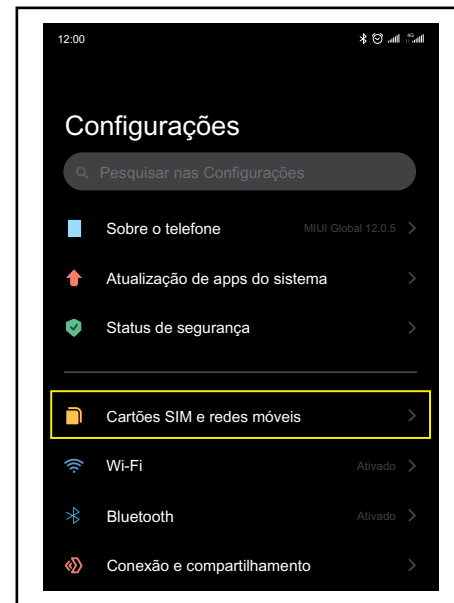 12:00
4G
Configurações
Pesquisar nas Configurações
Sobre o telefone MIUI Global 12.0.5
Atualização de apps do sistema
Status de segurança
Cartões SIM e redes móveis
Wi-Fi Ativado
Bluetooth Ativado
Conexão e compartilhamento